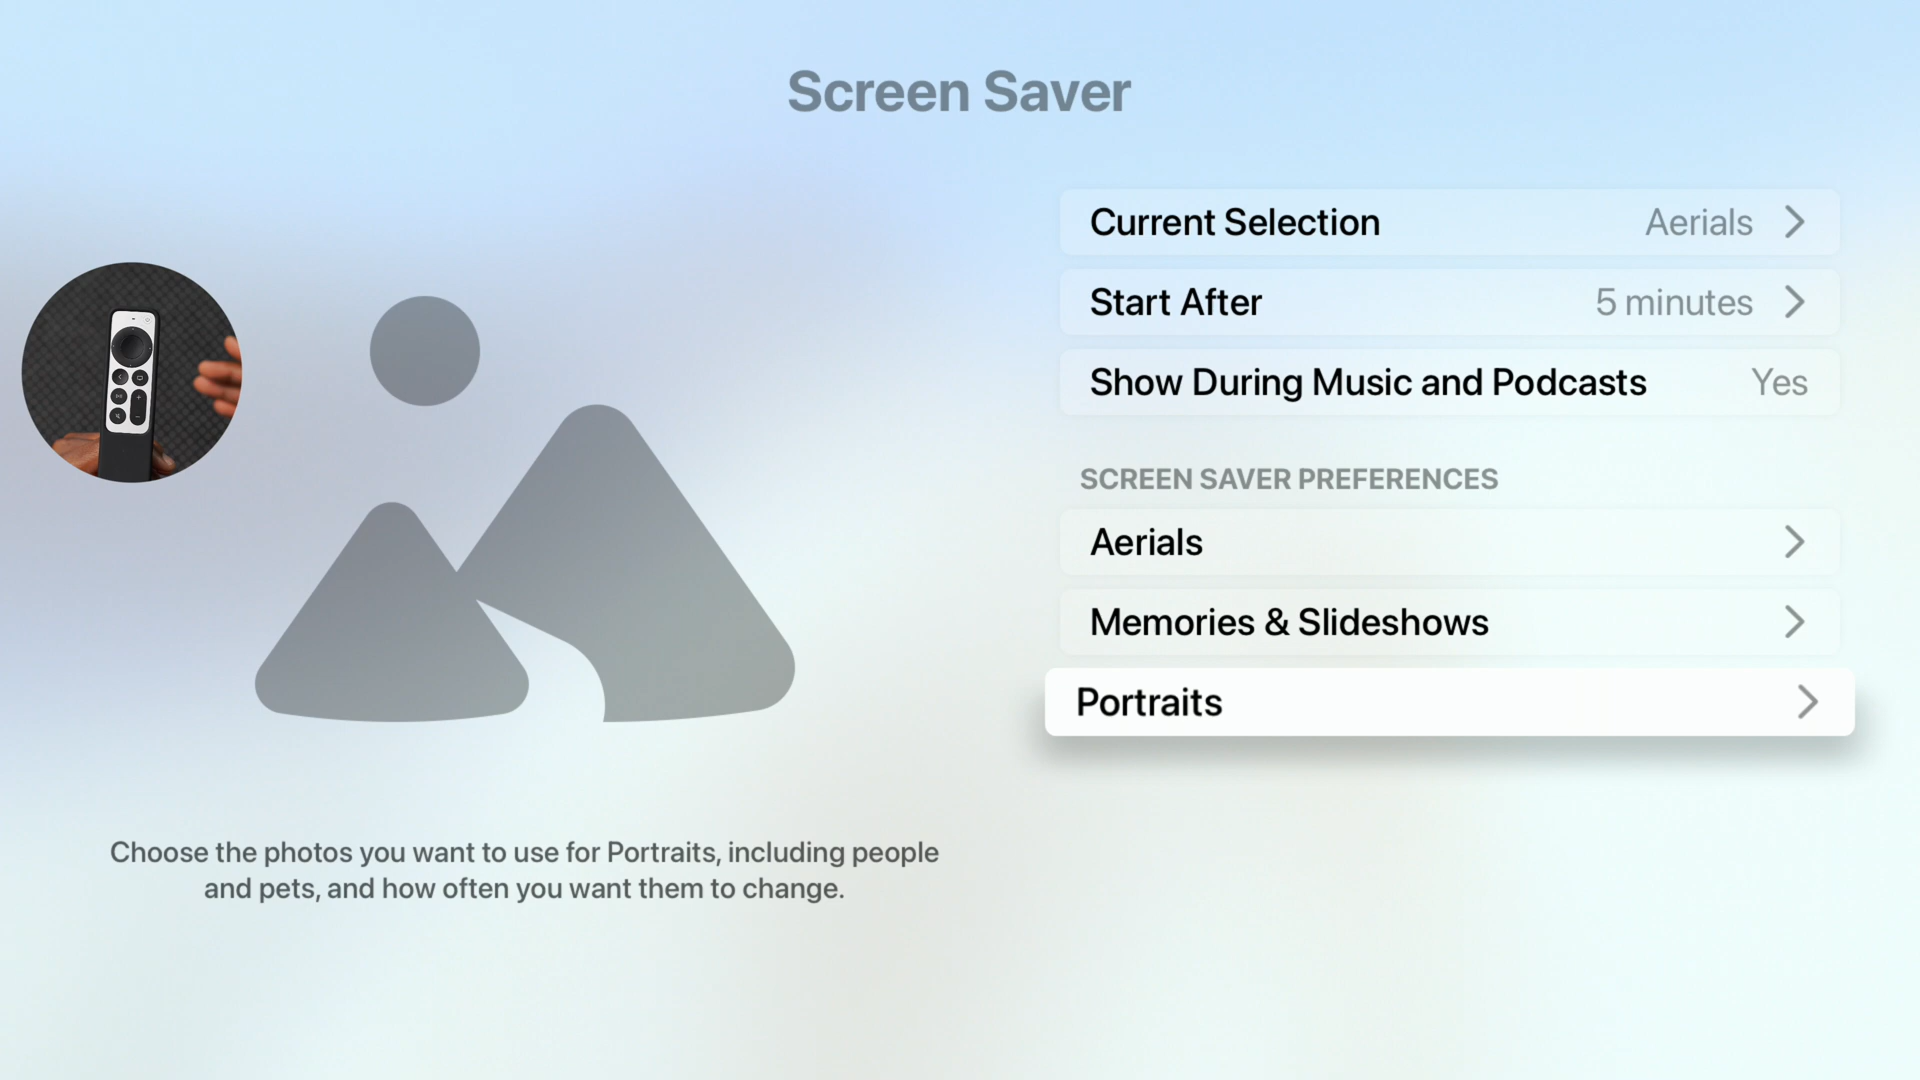 Screen Saver
Current Selection Aerials
Start After 5 minutes
Show During Music and Podcasts Yes
SCREEN SAVER PREFERENCES
Aerials
Memories & Slideshows
Portraits
Choose the photos you want to use for Portraits, including people
and pets, and how often you want them to change.